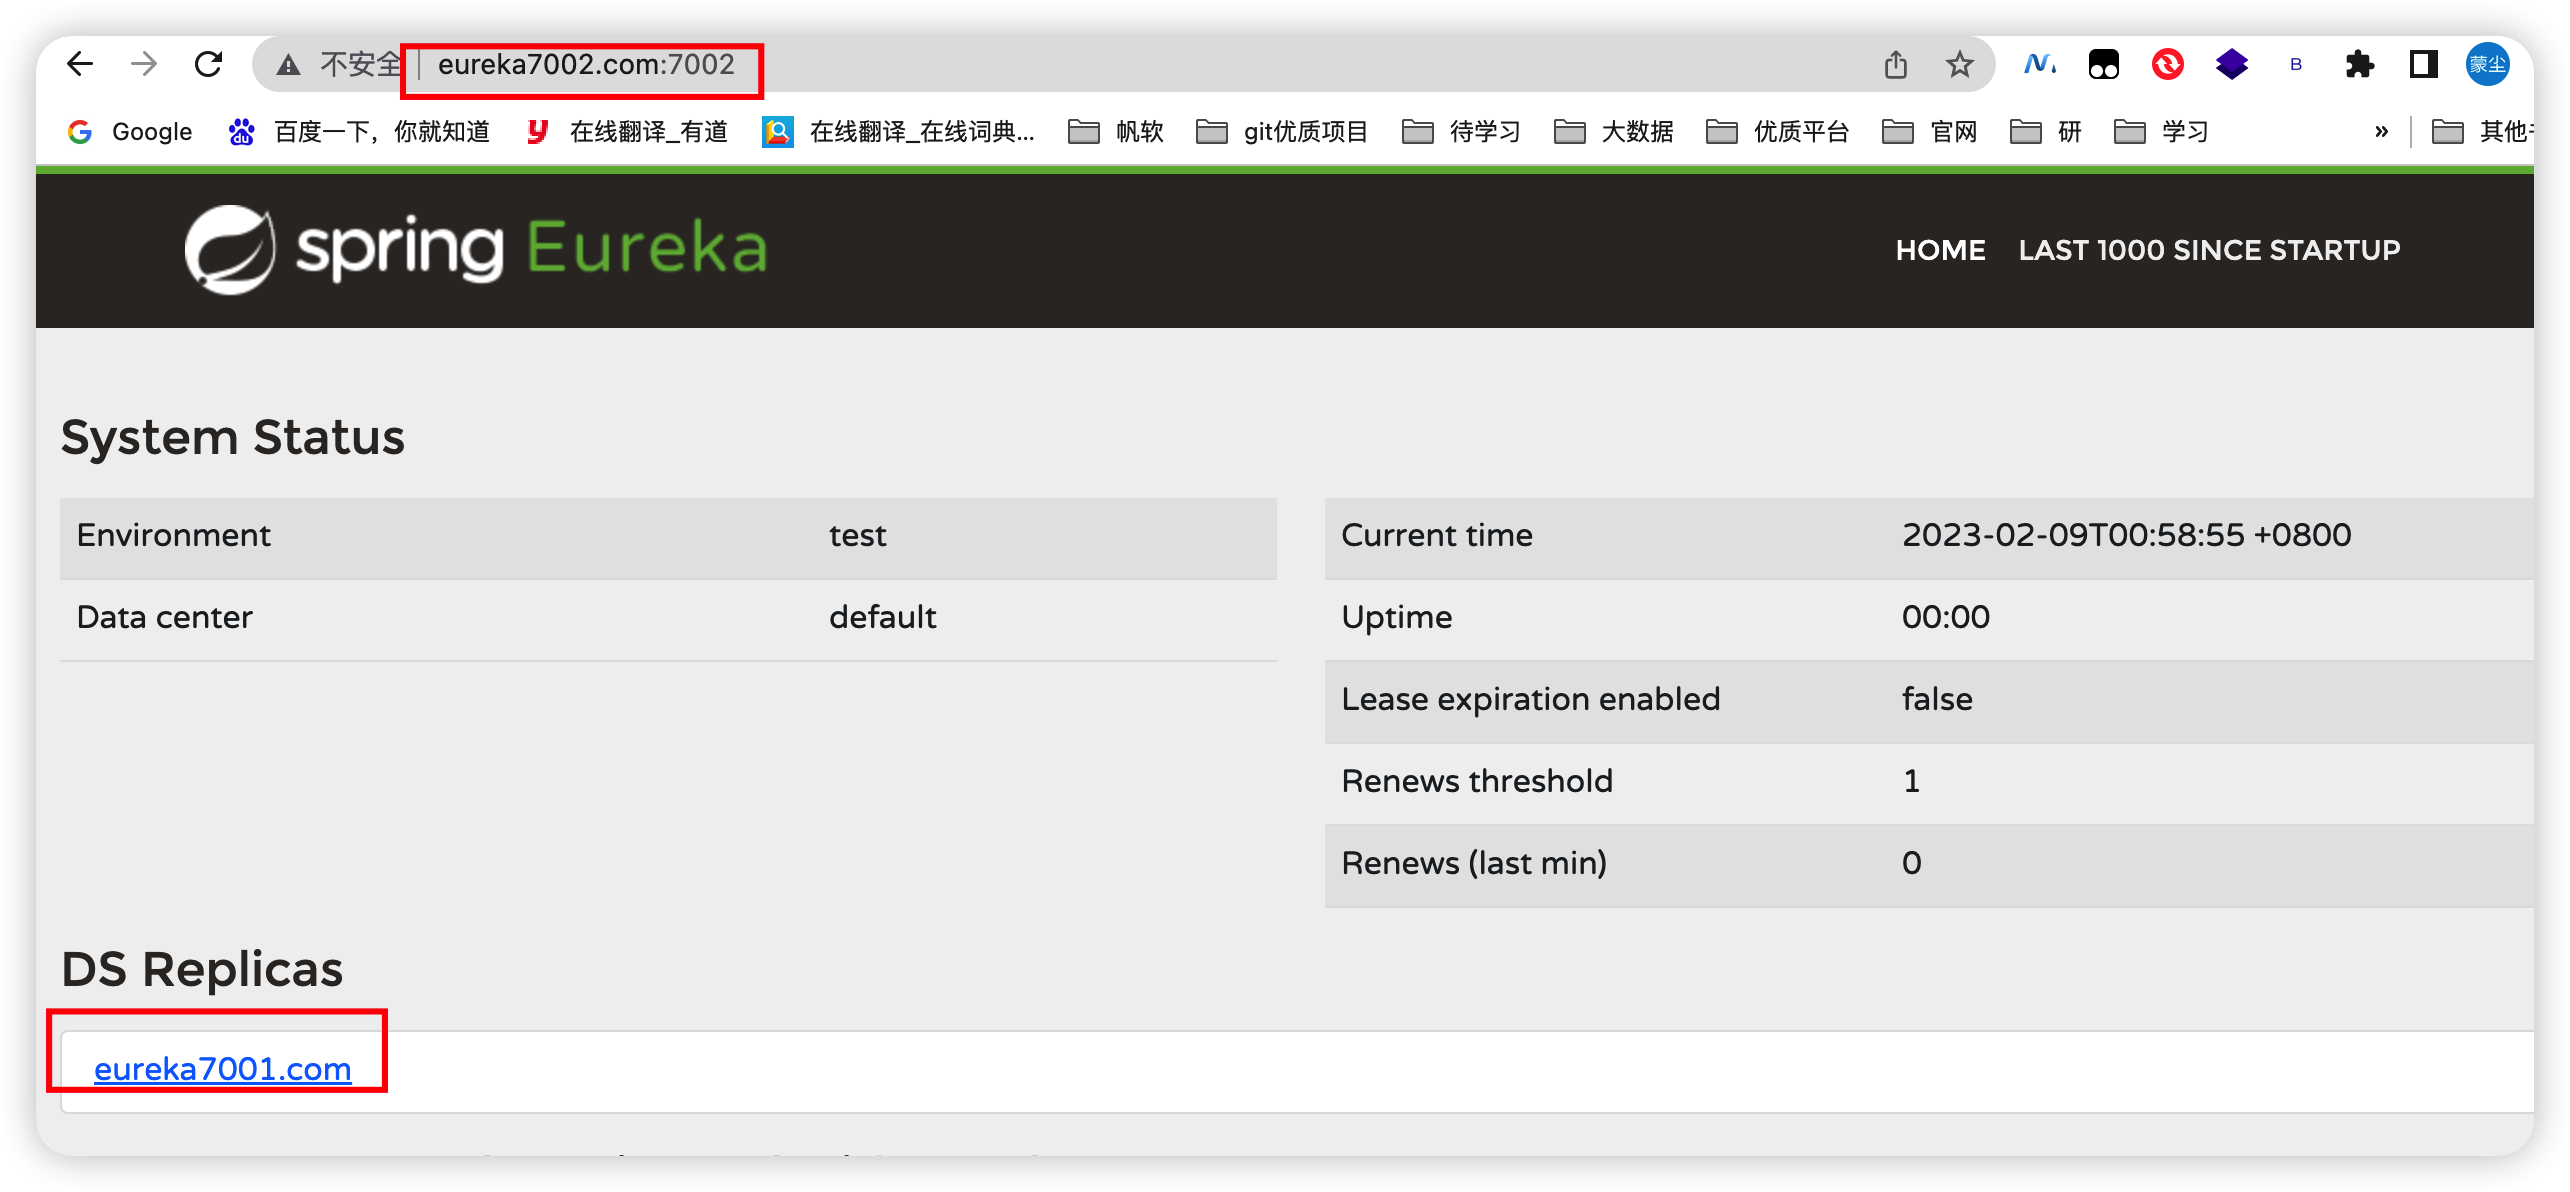 不安全 eureka7002.com:7002
蒙尘
Google 百度一下，你就知道 在线翻译_有道 在线翻译_在线词典... 帆软 git优质项目 待学习 大数据 优质平台 官网 研 学习 » 其他
spring Eureka
HOME LAST 1000 SINCE STARTUP
System Status
Environment test
Data center default
Current time 2023-02-09T00:58:55 +0800
Uptime 00:00
Lease expiration enabled false
Renews threshold 1
Renews (last min) 0
DS Replicas
eureka7001.com